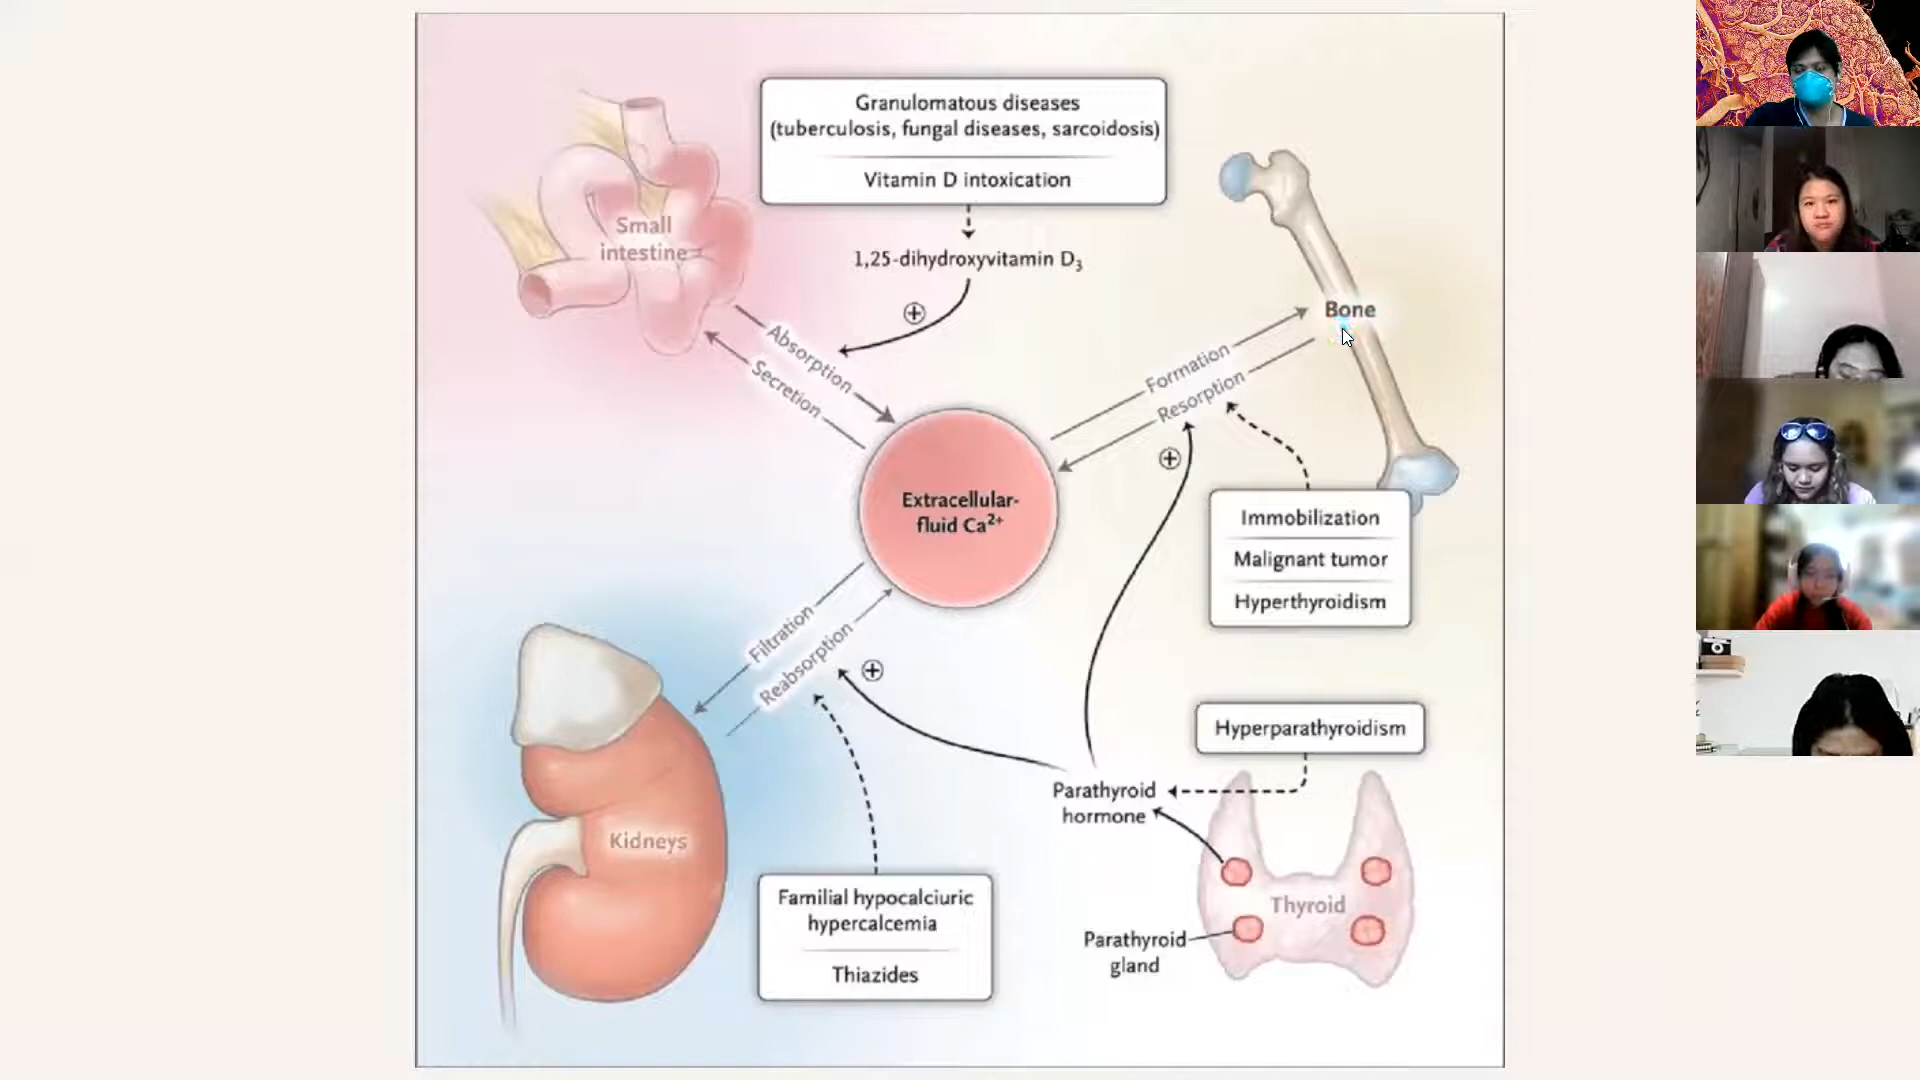 Granulomatous diseases
(tuberculosis, fungal diseases, sarcoidosis)
Vitamin D intoxication
1,25-dihydroxyvitamin D₃
Small
intestine
Absorption
Secretion
Bone
Formation
Resorption
Extracellular-
fluid Ca²⁺
Immobilization
Malignant tumor
Hyperthyroidism
Filtration
Reabsorption
Kidneys
Hyperparathyroidism
Parathyroid
hormone
Thyroid
Parathyroid
gland
Familial hypocalciuric
hypercalcemia
Thiazides